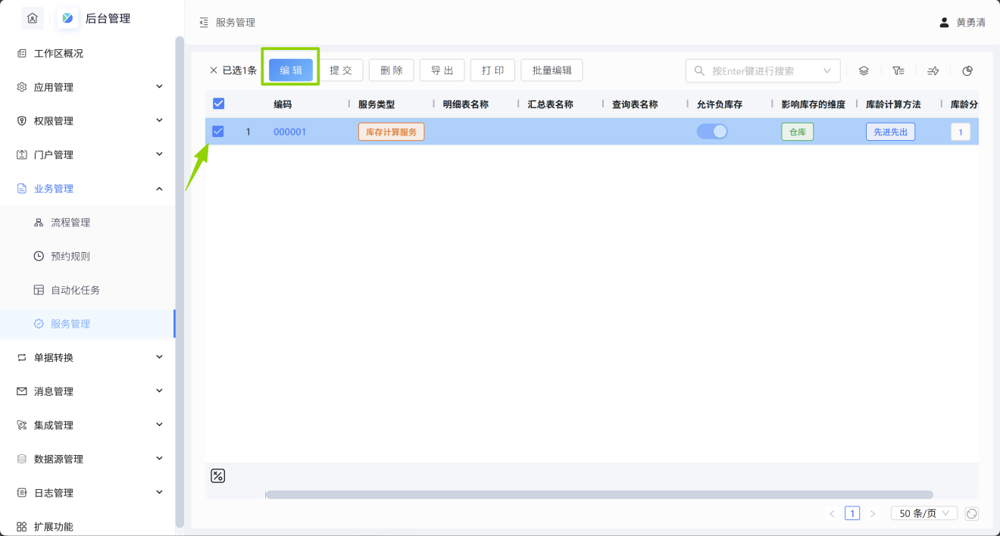 后台管理
服务管理
黄勇清
工作区概况
应用管理
权限管理
门户管理
业务管理
流程管理
预约规则
自动化任务
服务管理
单据转换
消息管理
集成管理
数据源管理
日志管理
扩展功能
已选1条 编 辑 提 交 删 除 导 出 打 印 批量编辑 按Enter键进行搜索
编码 服务类型 明细表名称 汇总表名称 查询表名称 允许负库存 影响库存的维度 库龄计算方法 库龄分
1 000001 库存计算服务 仓库 先进先出 1
1 50 条/页